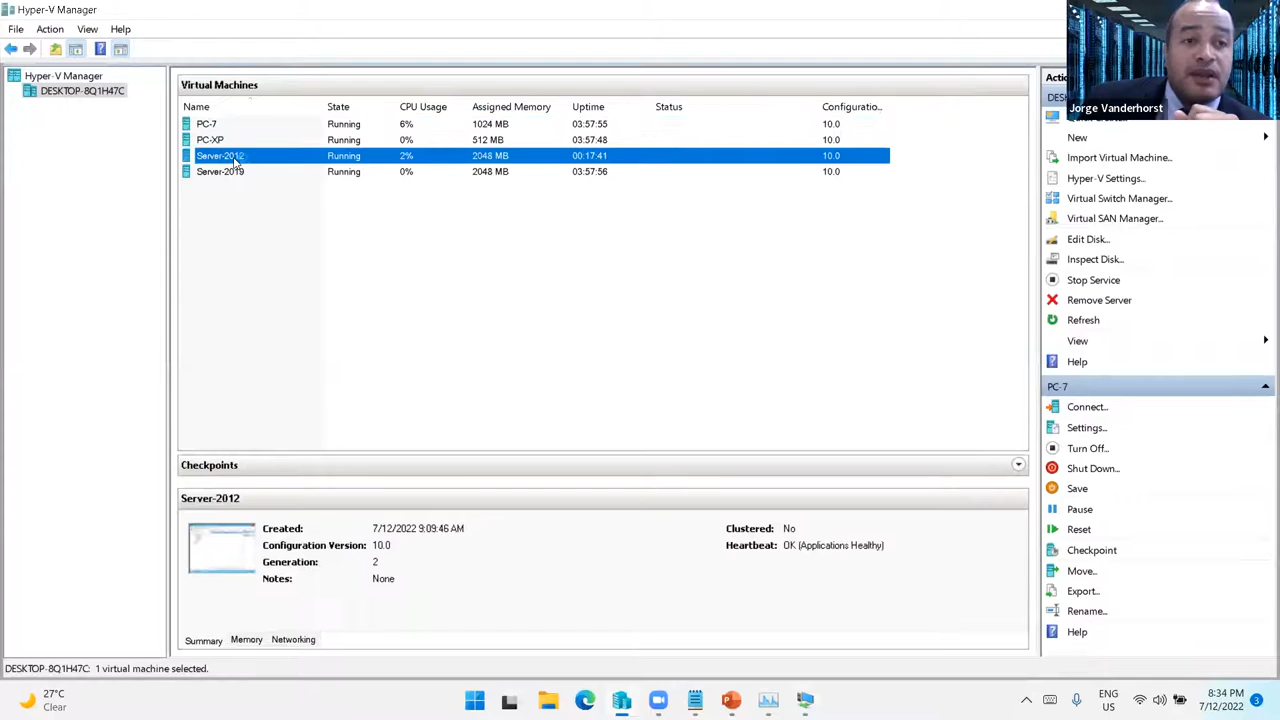 Hyper-V Manager
File Action View Help
Jorge Vanderhorst
Hyper-V Manager
DESKTOP-8Q1H47C
Virtual Machines
Name State CPU Usage Assigned Memory Uptime Status Configuratio...
PC-7 Running 0% 1024 MB 03:57:55 10.0
PC-XP Running 0% 512 MB 03:57:48 10.0
Server-2012 Running 2% 2048 MB 00:17:41 10.0
Running 0% 2048 MB 03:57:56 10.0
Checkpoints
Server-2012
Created: 7/12/2022 9:09:46 AM
Configuration Version: 10.0
Generation: 2
Notes: None
Clustered: No
Heartbeat: OK (Applications Healthy)
Summary Memory Networking
New
Import Virtual Machine...
Hyper-V Settings...
Virtual Switch Manager...
Virtual SAN Manager...
Edit Disk...
Inspect Disk...
Stop Service
Remove Server
Refresh
View
Help
PC-7
Connect...
Settings...
Turn Off...
Shut Down...
Save
Pause
Reset
Checkpoint
Move...
Export...
Rename...
Help
DESKTOP-8Q1H47C: 1 virtual machine selected.
27°C
Clear
ENG
US
8:34 PM
7/12/2022
3